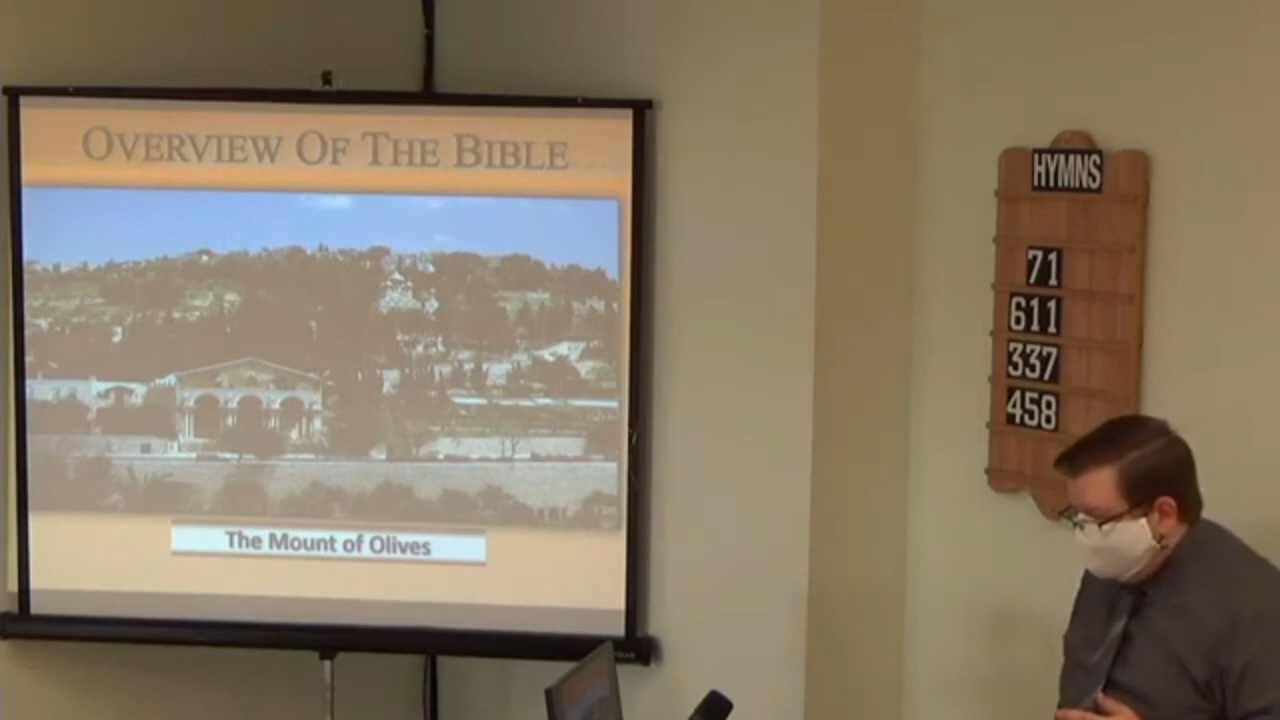 OVERVIEW OF THE BIBLE...
The Mount of Olives
HYMNS
71
611
337
458